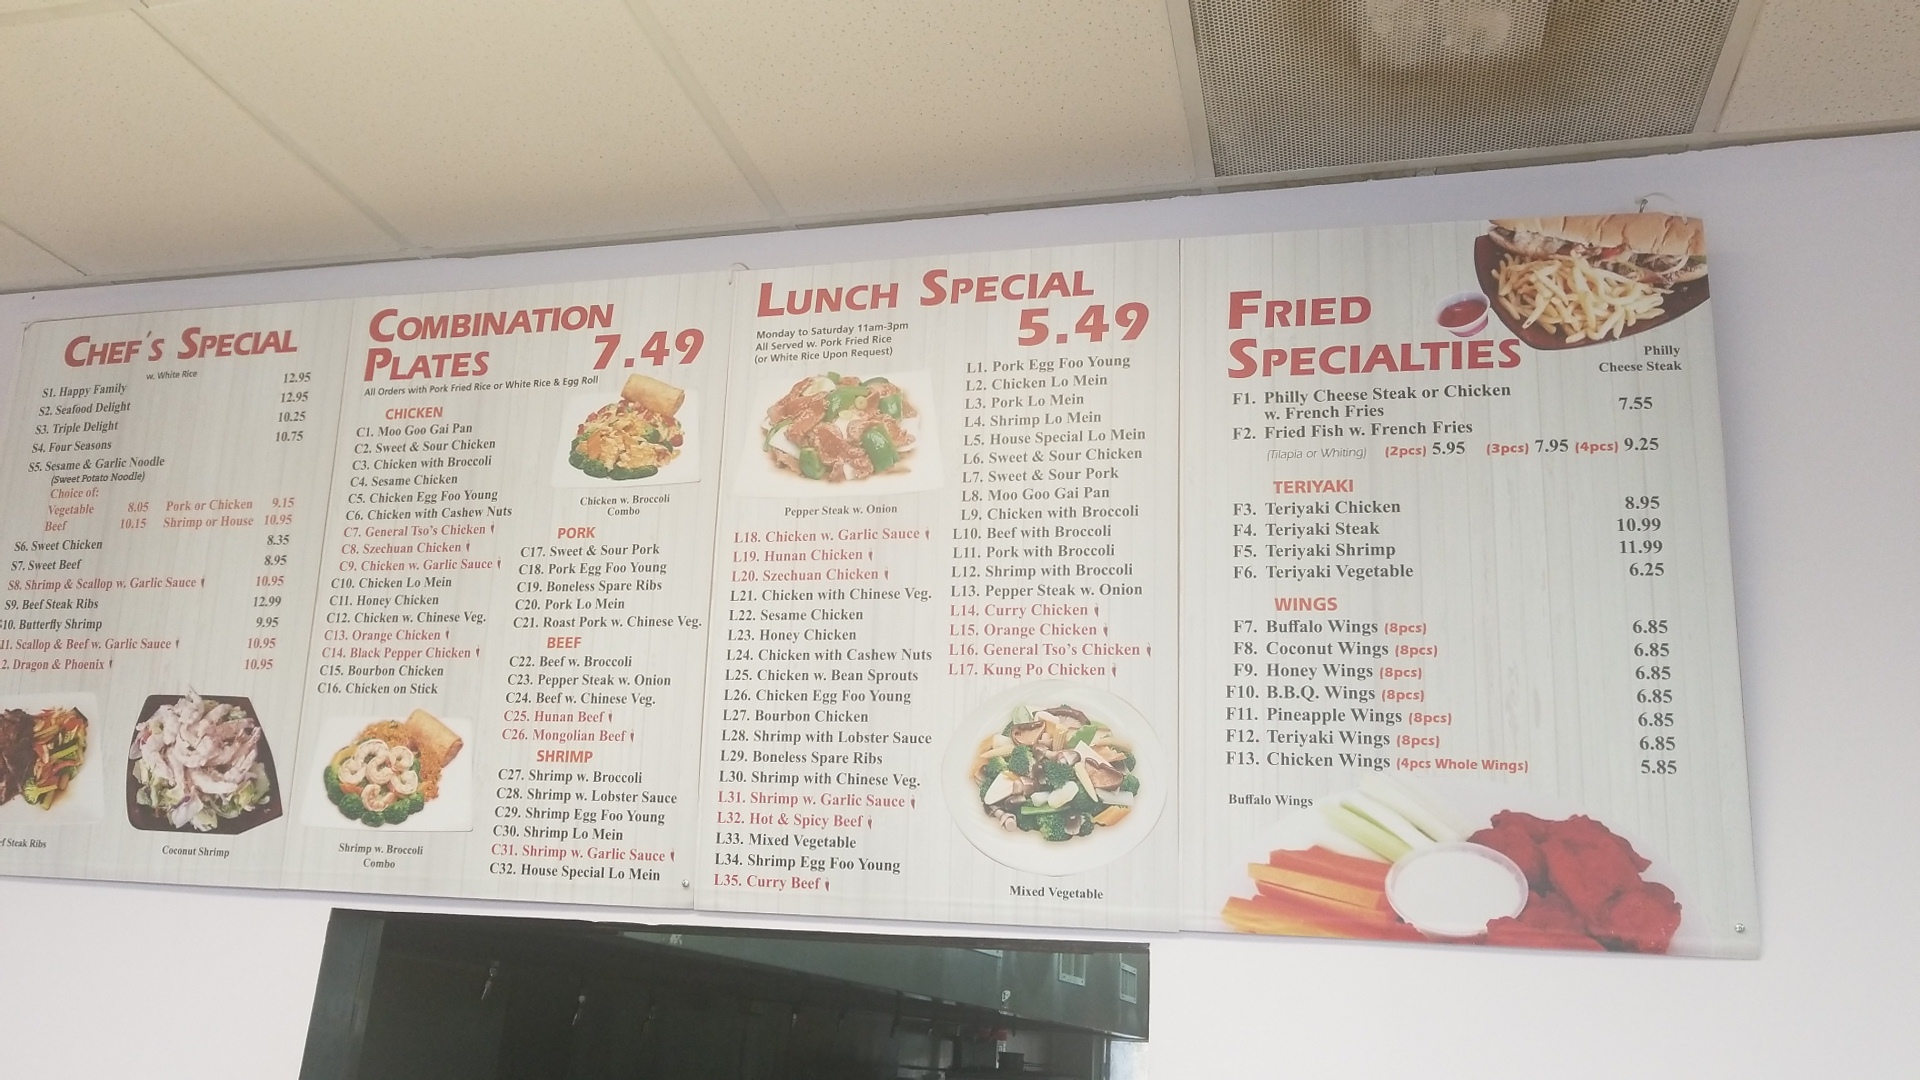 CHEF'S SPECIAL
w. White Rice
S1. Happy Family 12.95
S2. Seafood Delight 12.95
S3. Triple Delight 10.25
S4. Four Seasons 10.75
S5. Sesame & Garlic Noodle
(Sweet Potato Noodle)
Choice of:
Vegetable 8.05 Pork or Chicken 9.15
Beef 10.15 Shrimp or House 10.95
S6. Sweet Chicken 8.35
S7. Sweet Beef 8.95
S8. Shrimp & Scallop w. Garlic Sauce 10.95
S9. Beef Steak Ribs 12.99
10. Butterfly Shrimp 9.95
11. Scallop & Beef w. Garlic Sauce 10.95
2. Dragon & Phoenix 10.95
f Steak Ribs
Coconut Shrimp
COMBINATION
PLATES 7.49
All Orders with Pork Fried Rice or White Rice & Egg Roll
CHICKEN
C1. Moo Goo Gai Pan
C2. Sweet & Sour Chicken
C3. Chicken with Broccoli
C4. Sesame Chicken
C5. Chicken Egg Foo Young
C6. Chicken with Cashew Nuts
C7. General Tso's Chicken
C8. Szechuan Chicken
C9. Chicken w. Garlic Sauce
C10. Chicken Lo Mein
C11. Honey Chicken
C12. Chicken w. Chinese Veg.
C13. Orange Chicken
C14. Black Pepper Chicken
C15. Bourbon Chicken
C16. Chicken on Stick
Shrimp w. Broccoli
Combo
Chicken w. Broccoli
Combo
PORK
C17. Sweet & Sour Pork
C18. Pork Egg Foo Young
C19. Boneless Spare Ribs
C20. Pork Lo Mein
C21. Roast Pork w. Chinese Veg.
BEEF
C22. Beef w. Broccoli
C23. Pepper Steak w. Onion
C24. Beef w. Chinese Veg.
C25. Hunan Beef
C26. Mongolian Beef
SHRIMP
C27. Shrimp w. Broccoli
C28. Shrimp w. Lobster Sauce
C29. Shrimp Egg Foo Young
C30. Shrimp Lo Mein
C31. Shrimp w. Garlic Sauce
C32. House Special Lo Mein
LUNCH SPECIAL
5.49
Monday to Saturday 11am-3pm
All Served w. Pork Fried Rice
(or White Rice Upon Request)
L1. Pork Egg Foo Young
L2. Chicken Lo Mein
L3. Pork Lo Mein
L4. Shrimp Lo Mein
L5. House Special Lo Mein
L6. Sweet & Sour Chicken
L7. Sweet & Sour Pork
L8. Moo Goo Gai Pan
L9. Chicken with Broccoli
L10. Beef with Broccoli
L11. Pork with Broccoli
L12. Shrimp with Broccoli
L13. Pepper Steak w. Onion
L14. Curry Chicken
L15. Orange Chicken
L16. General Tso's Chicken
L17. Kung Po Chicken
Pepper Steak w. Onion
L18. Chicken w. Garlic Sauce
L19. Hunan Chicken
L20. Szechuan Chicken
L21. Chicken with Chinese Veg.
L22. Sesame Chicken
L23. Honey Chicken
L24. Chicken with Cashew Nuts
L25. Chicken w. Bean Sprouts
L26. Chicken Egg Foo Young
L27. Bourbon Chicken
L28. Shrimp with Lobster Sauce
L29. Boneless Spare Ribs
L30. Shrimp with Chinese Veg.
L31. Shrimp w. Garlic Sauce
L32. Hot & Spicy Beef
L33. Mixed Vegetable
L34. Shrimp Egg Foo Young
L35. Curry Beef
Mixed Vegetable
FRIED
SPECIALTIES
Philly
Cheese Steak
F1. Philly Cheese Steak or Chicken
w. French Fries 7.55
F2. Fried Fish w. French Fries
(Tilapia or Whiting) (2pcs) 5.95 (3pcs) 7.95 (4pcs) 9.25
TERIYAKI
F3. Teriyaki Chicken 8.95
F4. Teriyaki Steak 10.99
F5. Teriyaki Shrimp 11.99
F6. Teriyaki Vegetable 6.25
WINGS
F7. Buffalo Wings (8pcs) 6.85
F8. Coconut Wings (8pcs) 6.85
F9. Honey Wings (8pcs) 6.85
F10. B.B.Q. Wings (8pcs) 6.85
F11. Pineapple Wings (8pcs) 6.85
F12. Teriyaki Wings (8pcs) 6.85
F13. Chicken Wings (4pcs Whole Wings) 5.85
Buffalo Wings